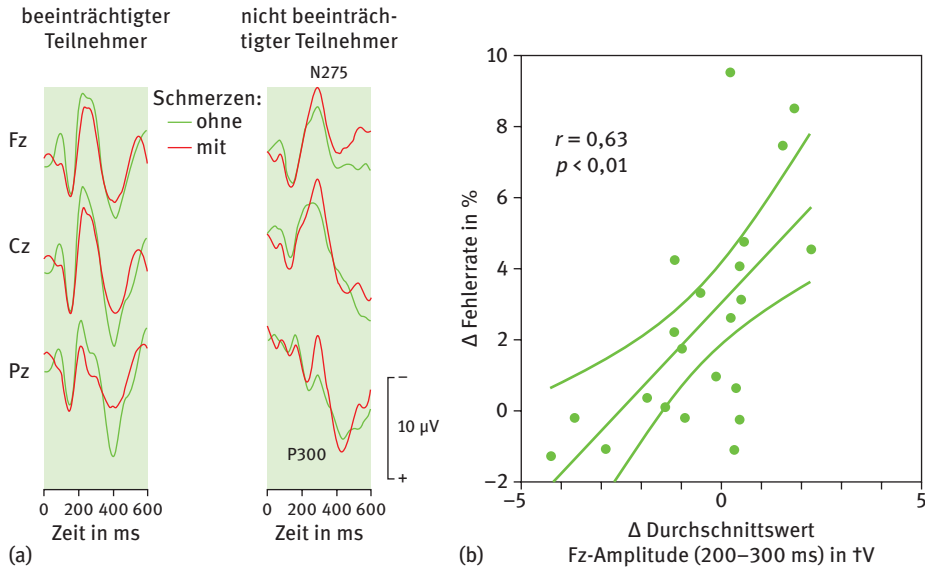 beeinträchtigter
Teilnehmer
nicht beeinträch-
tigter Teilnehmer
N275
Schmerzen:
ohne
mit
Fz
Cz
Pz
−
10 µV
+
P300
0 200 400 600
Zeit in ms
0 200 400 600
Zeit in ms
(a)
10
8
6
4
2
0
−2
Δ Fehlerrate in %
r = 0,63
p < 0,01
−5
0
5
Δ Durchschnittswert
Fz-Amplitude (200–300 ms) in †V
(b)